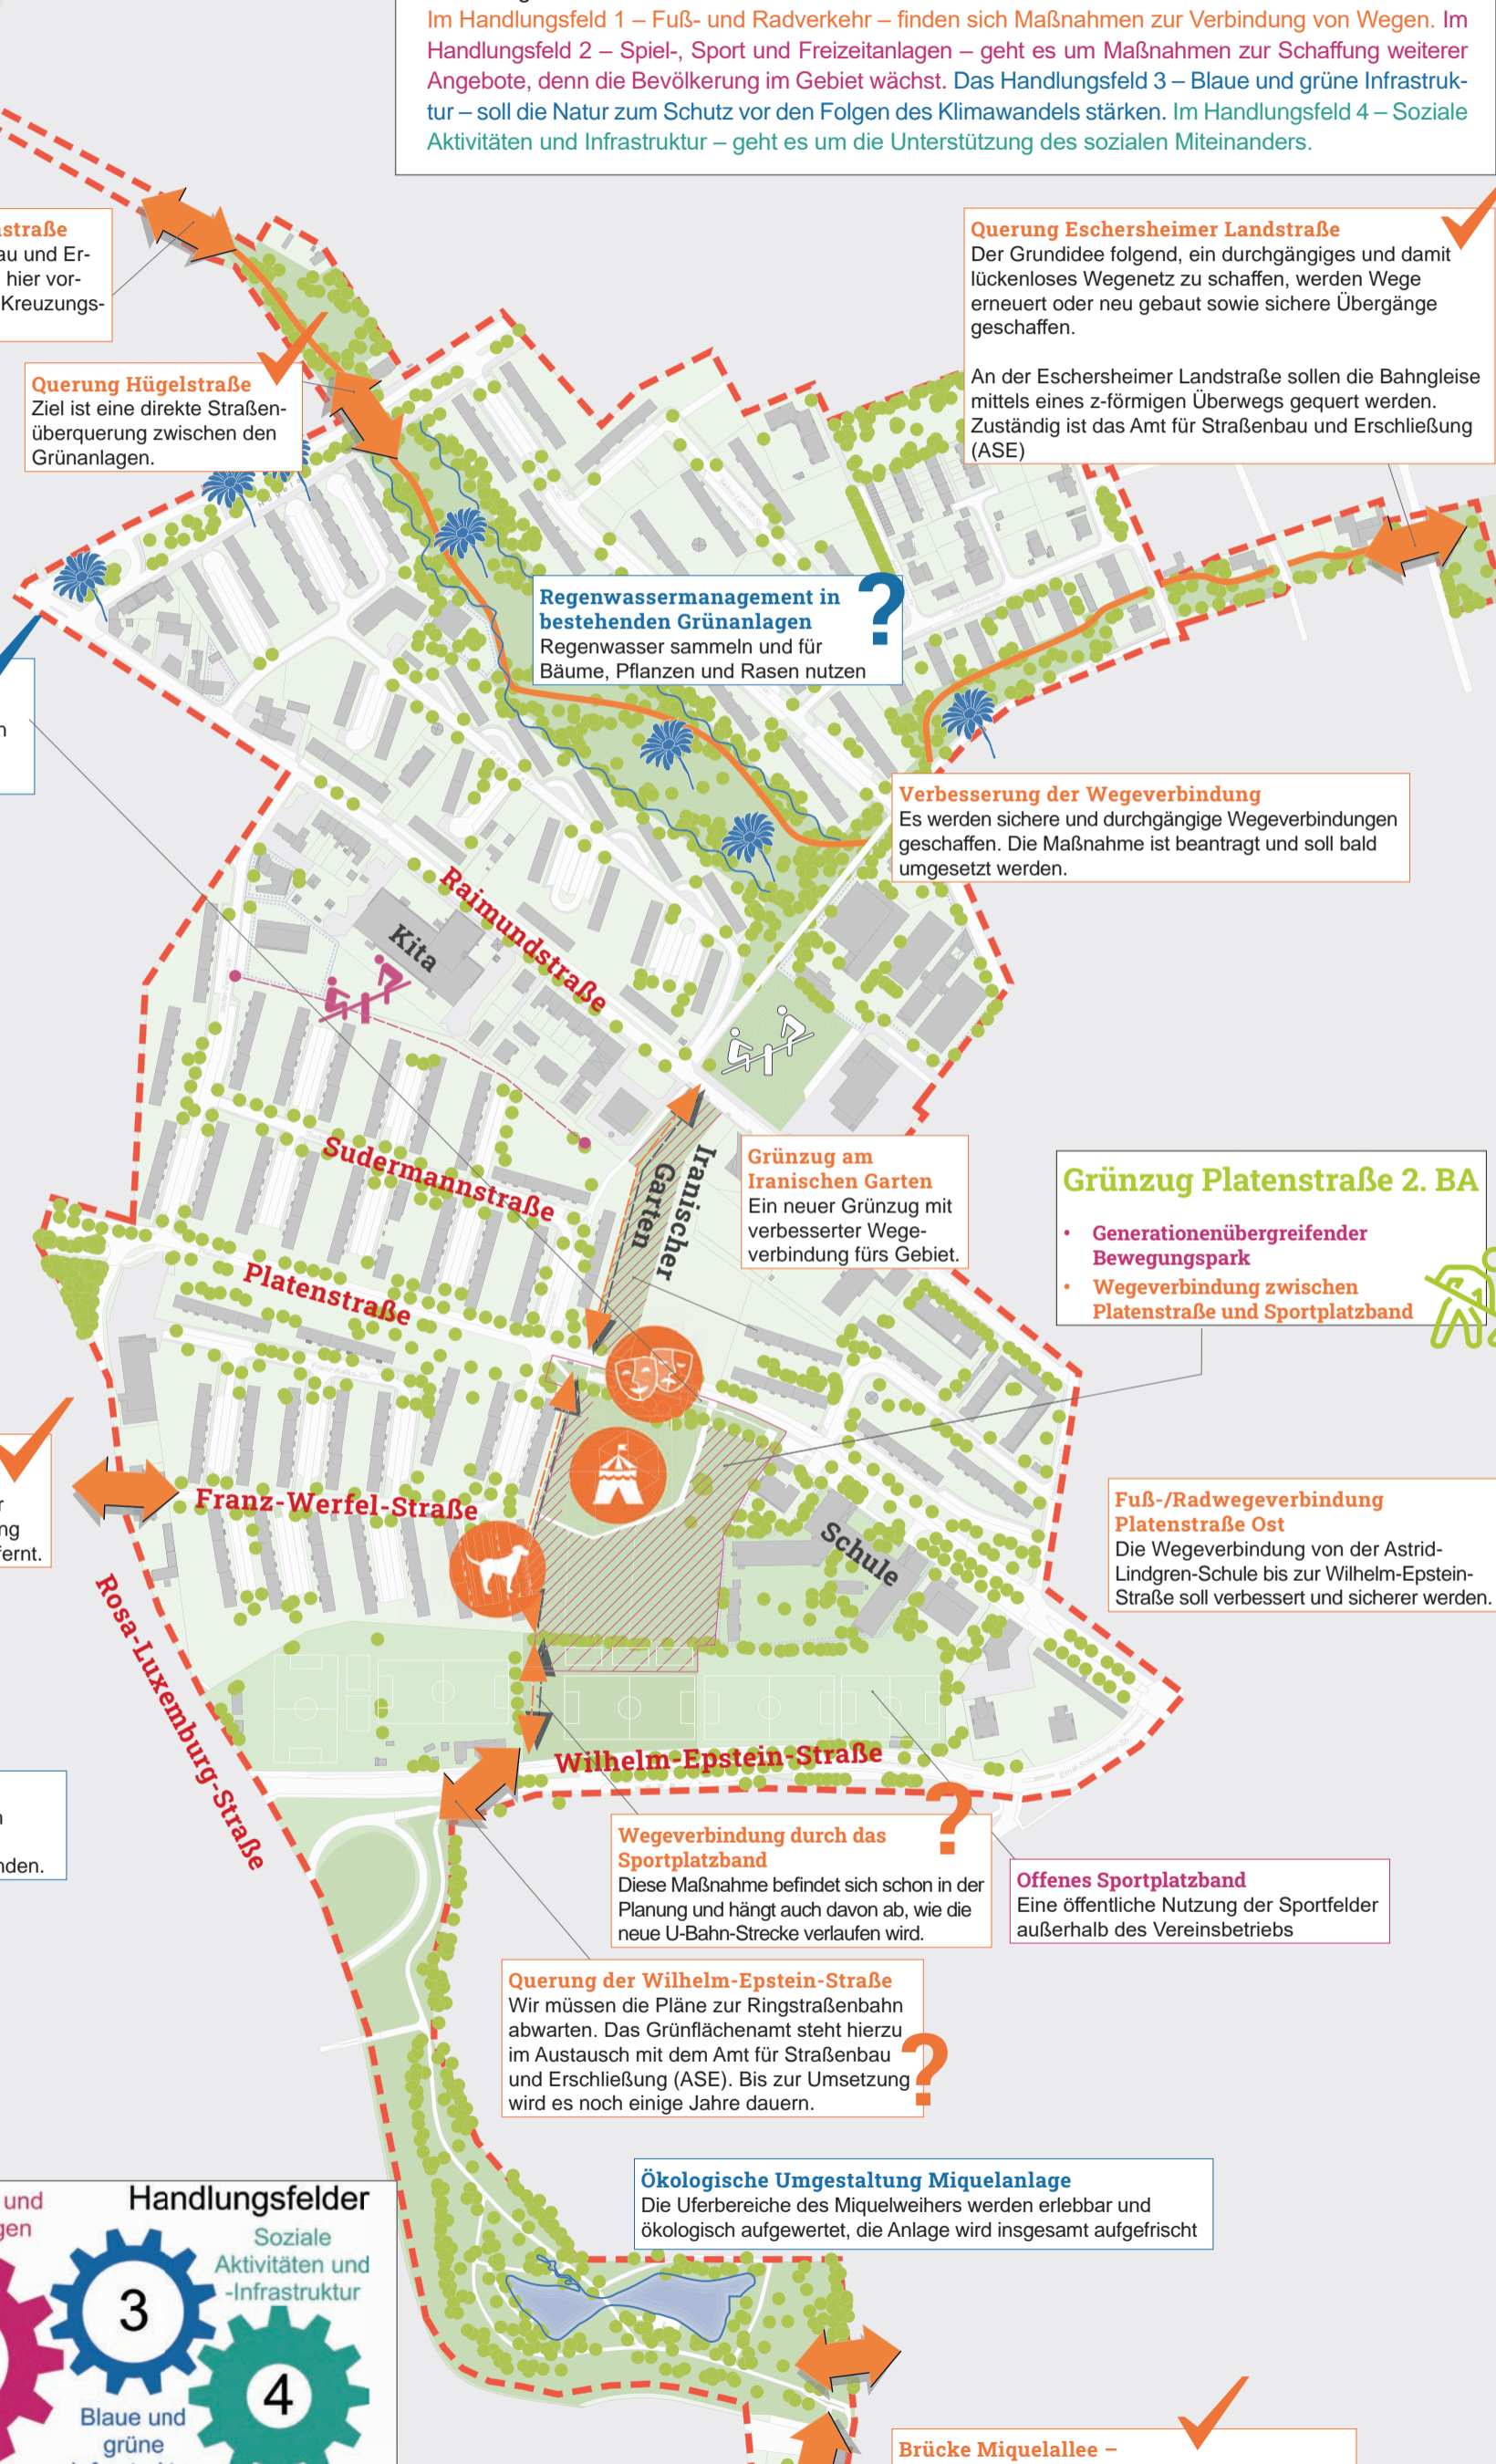 Im Handlungsfeld 1 – Fuß- und Radverkehr – finden sich Maßnahmen zur Verbindung von Wegen. Im
Handlungsfeld 2 – Spiel-, Sport und Freizeitanlagen – geht es um Maßnahmen zur Schaffung weiterer
Angebote, denn die Bevölkerung im Gebiet wächst. Das Handlungsfeld 3 – Blaue und grüne Infrastruk-
tur – soll die Natur zum Schutz vor den Folgen des Klimawandels stärken. Im Handlungsfeld 4 – Soziale
Aktivitäten und Infrastruktur – geht es um die Unterstützung des sozialen Miteinanders.
straße
au und Er-
hier vor-
Kreuzungs-
Querung Eschersheimer Landstraße
Der Grundidee folgend, ein durchgängiges und damit
lückenloses Wegenetz zu schaffen, werden Wege
erneuert oder neu gebaut sowie sichere Übergänge
geschaffen.
An der Eschersheimer Landstraße sollen die Bahngleise
mittels eines z-förmigen Überwegs gequert werden.
Zuständig ist das Amt für Straßenbau und Erschließung
(ASE)
Querung Hügelstraße
Ziel ist eine direkte Straßen-
überquerung zwischen den
Grünanlagen.
Regenwassermanagement in
bestehenden Grünanlagen
Regenwasser sammeln und für
Bäume, Pflanzen und Rasen nutzen
?
n
Verbesserung der Wegeverbindung
Es werden sichere und durchgängige Wegeverbindungen
geschaffen. Die Maßnahme ist beantragt und soll bald
umgesetzt werden.
Raimundstraße
Kita
Sudermannstraße
Iranischer
Garten
Grünzug am
Iranischen Garten
Ein neuer Grünzug mit
verbesserter Wege-
verbindung fürs Gebiet.
Grünzug Platenstraße 2. BA
• Generationenübergreifender
Bewegungspark
• Wegeverbindung zwischen
Platenstraße und Sportplatzband
Platenstraße
Franz-Werfel-Straße
r
ng
fernt.
Schule
Fuß-/Radwegeverbindung
Platenstraße Ost
Die Wegeverbindung von der Astrid-
Lindgren-Schule bis zur Wilhelm-Epstein-
Straße soll verbessert und sicherer werden.
Rosa-Luxemburg-Straße
Wilhelm-Epstein-Straße
n
nden.
Wegeverbindung durch das
Sportplatzband
Diese Maßnahme befindet sich schon in der
Planung und hängt auch davon ab, wie die
neue U-Bahn-Strecke verlaufen wird.
?
Offenes Sportplatzband
Eine öffentliche Nutzung der Sportfelder
außerhalb des Vereinsbetriebs
Querung der Wilhelm-Epstein-Straße
Wir müssen die Pläne zur Ringstraßenbahn
abwarten. Das Grünflächenamt steht hierzu
im Austausch mit dem Amt für Straßenbau
und Erschließung (ASE). Bis zur Umsetzung
wird es noch einige Jahre dauern.
?
Ökologische Umgestaltung Miquelanlage
Die Uferbereiche des Miquelweihers werden erlebbar und
ökologisch aufgewertet, die Anlage wird insgesamt aufgefrischt
Handlungsfelder
und
gen
Soziale
Aktivitäten und
-Infrastruktur
3
4
Blaue und
grüne
Brücke Miquelallee –